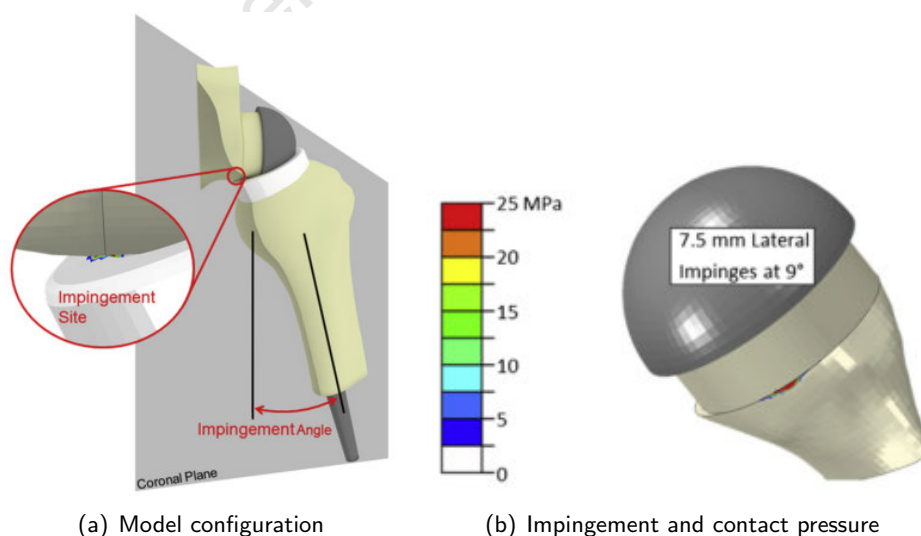 Impingement
Site
Impingement Angle
Coronal Plane
25 MPa
20
15
10
5
0
7.5 mm Lateral
Impinges at 9°
(a) Model configuration
(b) Impingement and contact pressure